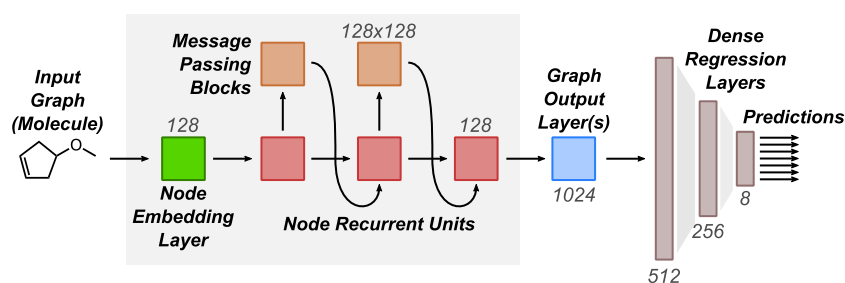 Input
Graph
(Molecule)
O
128
Node
Embedding
Layer
Message
Passing
Blocks
128x128
128
Node Recurrent Units
Graph
Output
Layer(s)
1024
Dense
Regression
Layers
Predictions
512
256
8